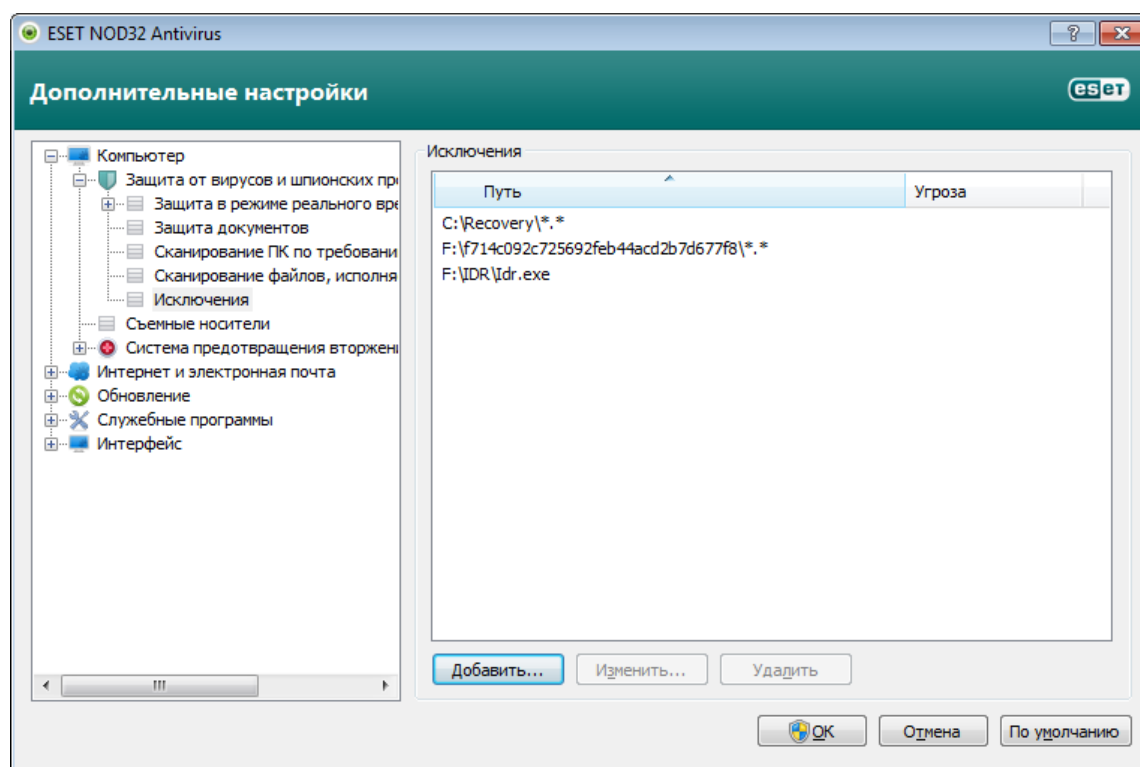 ESET NOD32 Antivirus
Дополнительные настройки
eseT
Компьютер
Защита от вирусов и шпионских пр
Защита в режиме реального вре
Защита документов
Сканирование ПК по требовани
Сканирование файлов, исполня
Исключения
Съемные носители
Система предотвращения вторжени
Интернет и электронная почта
Обновление
Служебные программы
Интерфейс
Исключения
Путь Угроза
C:\Recovery\*.*
F:\f714c092c725692feb44acd2b7d677f8\*.*
F:\IDR\Idr.exe
Добавить... Изменить... Удалить
OK Отмена По умолчанию